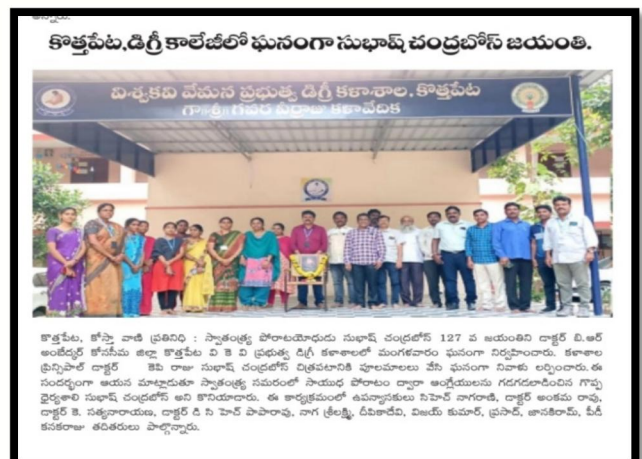 కొత్తపేట,డిగ్రీ కాలేజీలో ఘనంగా సుభాష్ చంద్రబోస్ జయంతి.
విశ్వకవి వేమన ప్రభుత్వ డిగ్రీ కళాశాల, కొత్తపేట
కళావేదిక
కొత్తపేట, కోస్తా వాణి ప్రతినిధి : స్వాతంత్ర్య పోరాటయోధుడు సుభాష్ చంద్రబోస్ 127 వ జయంతిని డాక్టర్ బి.ఆర్
అంబేద్కర్ కోనసీమ జిల్లా కొత్తపేట వి కె వి ప్రభుత్వ డిగ్రీ కళాశాలలో మంగళవారం ఘనంగా నిర్వహించారు. కళాశాల
ప్రిన్సిపాల్ డాక్టర్ కెపి రాజు సుభాష్ చంద్రబోస్ చిత్రపటానికి పూలమాలలు వేసి ఘనంగా నివాళు లర్పించారు.ఈ
సందర్భంగా ఆయన మాట్లాడుతూ స్వాతంత్ర్య సమరంలో సాయుధ పోరాటం ద్వారా ఆంగ్లేయులను గడగడలాడించిన గొప్ప
ధైర్యశాలి సుభాష్ చంద్రబోస్ అని కొనియాడారు. ఈ కార్యక్రమంలో ఉపన్యాసకులు సిహెచ్ నాగరాణి, డాక్టర్ అంకమ రావు,
డాక్టర్ కె. సత్యనారాయణ, డాక్టర్ డి సి హెచ్ పాపారావు, నాగ శ్రీలక్ష్మి, దీపికాదేవి, విజయ్ కుమార్, ప్రసాద్, జానకిరామ్, పీడీ
కనకరాజు తదితరులు పాల్గొన్నారు.